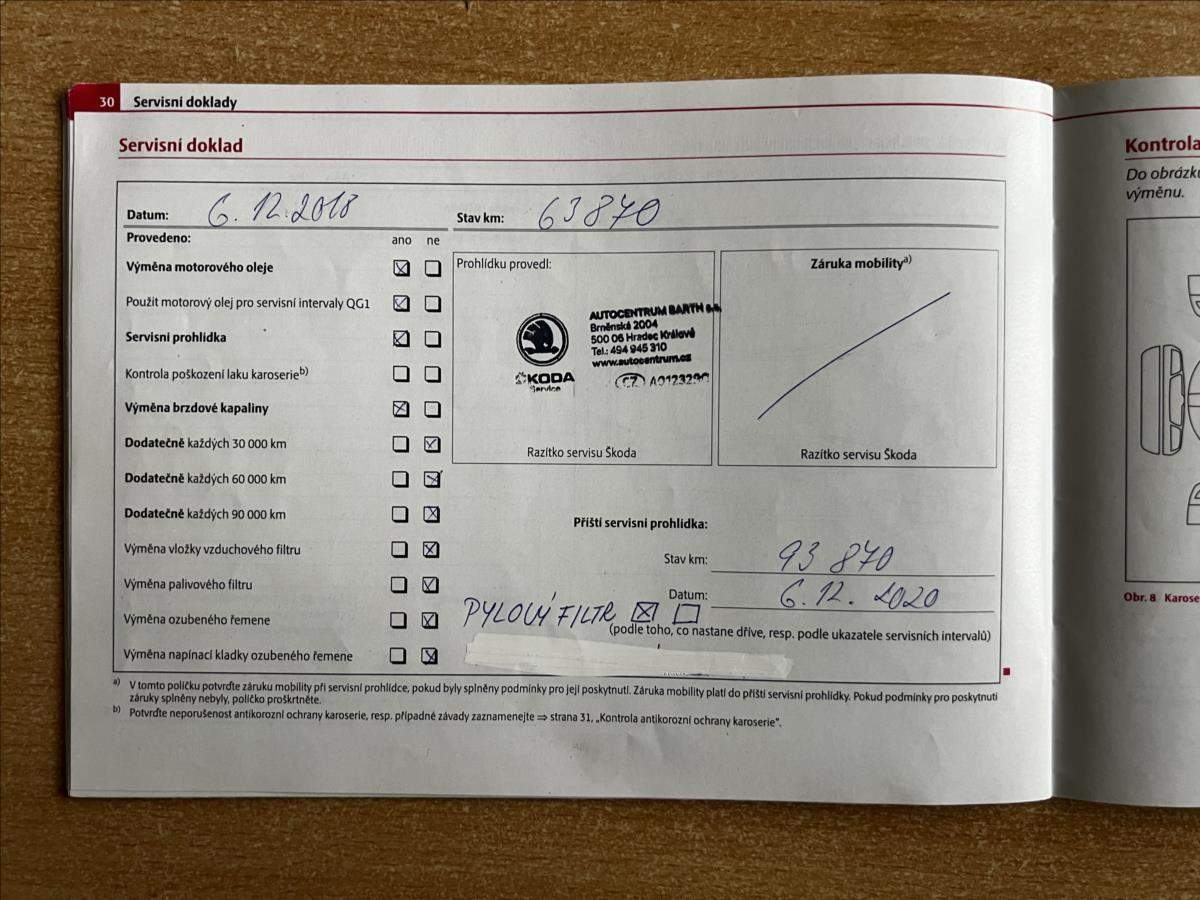 30 Servisní doklady
Servisní doklad
Datum: 6. 12. 2018 Stav km: 63 870
Provedeno: ano ne
Výměna motorového oleje
Použit motorový olej pro servisní intervaly QG1
Servisní prohlídka
Kontrola poškození laku karoserie b)
Výměna brzdové kapaliny
Dodatečně každých 30 000 km
Dodatečně každých 60 000 km
Dodatečně každých 90 000 km
Výměna vložky vzduchového filtru
Výměna palivového filtru
Výměna ozubeného řemene
Výměna napínací kladky ozubeného řemene
Prohlídku provedl:
AUTOCENTRUM BARTH a.s.
Brněnská 2004
500 06 Hradec Králové
Tel.: 494 945 310
www.autocentrum.cz
ŠKODA
Service
CZ
Razítko servisu Škoda
Záruka mobility a)
Razítko servisu Škoda
Příští servisní prohlídka:
Stav km: 93 870
Datum: 6. 12. 2020
PYLOVÝ FILTR
(podle toho, co nastane dříve, resp. podle ukazatele servisních intervalů)
a) V tomto políčku potvrďte záruku mobility při servisní prohlídce, pokud byly splněny podmínky pro její poskytnutí. Záruka mobility platí do příští servisní prohlídky. Pokud podmínky pro poskytnutí
záruky splněny nebyly, políčko proškrtněte.
b) Potvrďte neporušenost antikorozní ochrany karoserie, resp. případné závady zaznamenejte ⇒ strana 31, „Kontrola antikorozní ochrany karoserie".
Kontrola
Do obrázku
výměnu.
Obr. 8 Karose